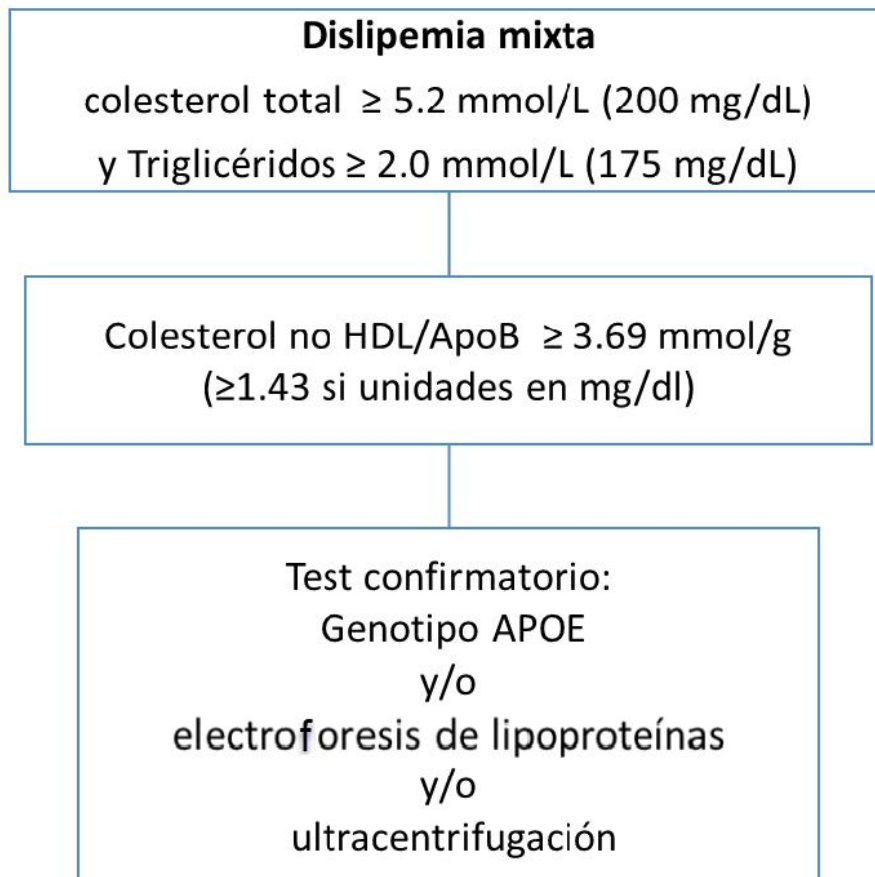 Dislipemia mixta
colesterol total ≥ 5.2 mmol/L (200 mg/dL)
y Triglicéridos ≥ 2.0 mmol/L (175 mg/dL)
Colesterol no HDL/ApoB ≥ 3.69 mmol/g
(≥1.43 si unidades en mg/dl)
Test confirmatorio:
Genotipo APOE
y/o
electroforesis de lipoproteínas
y/o
ultracentrifugación